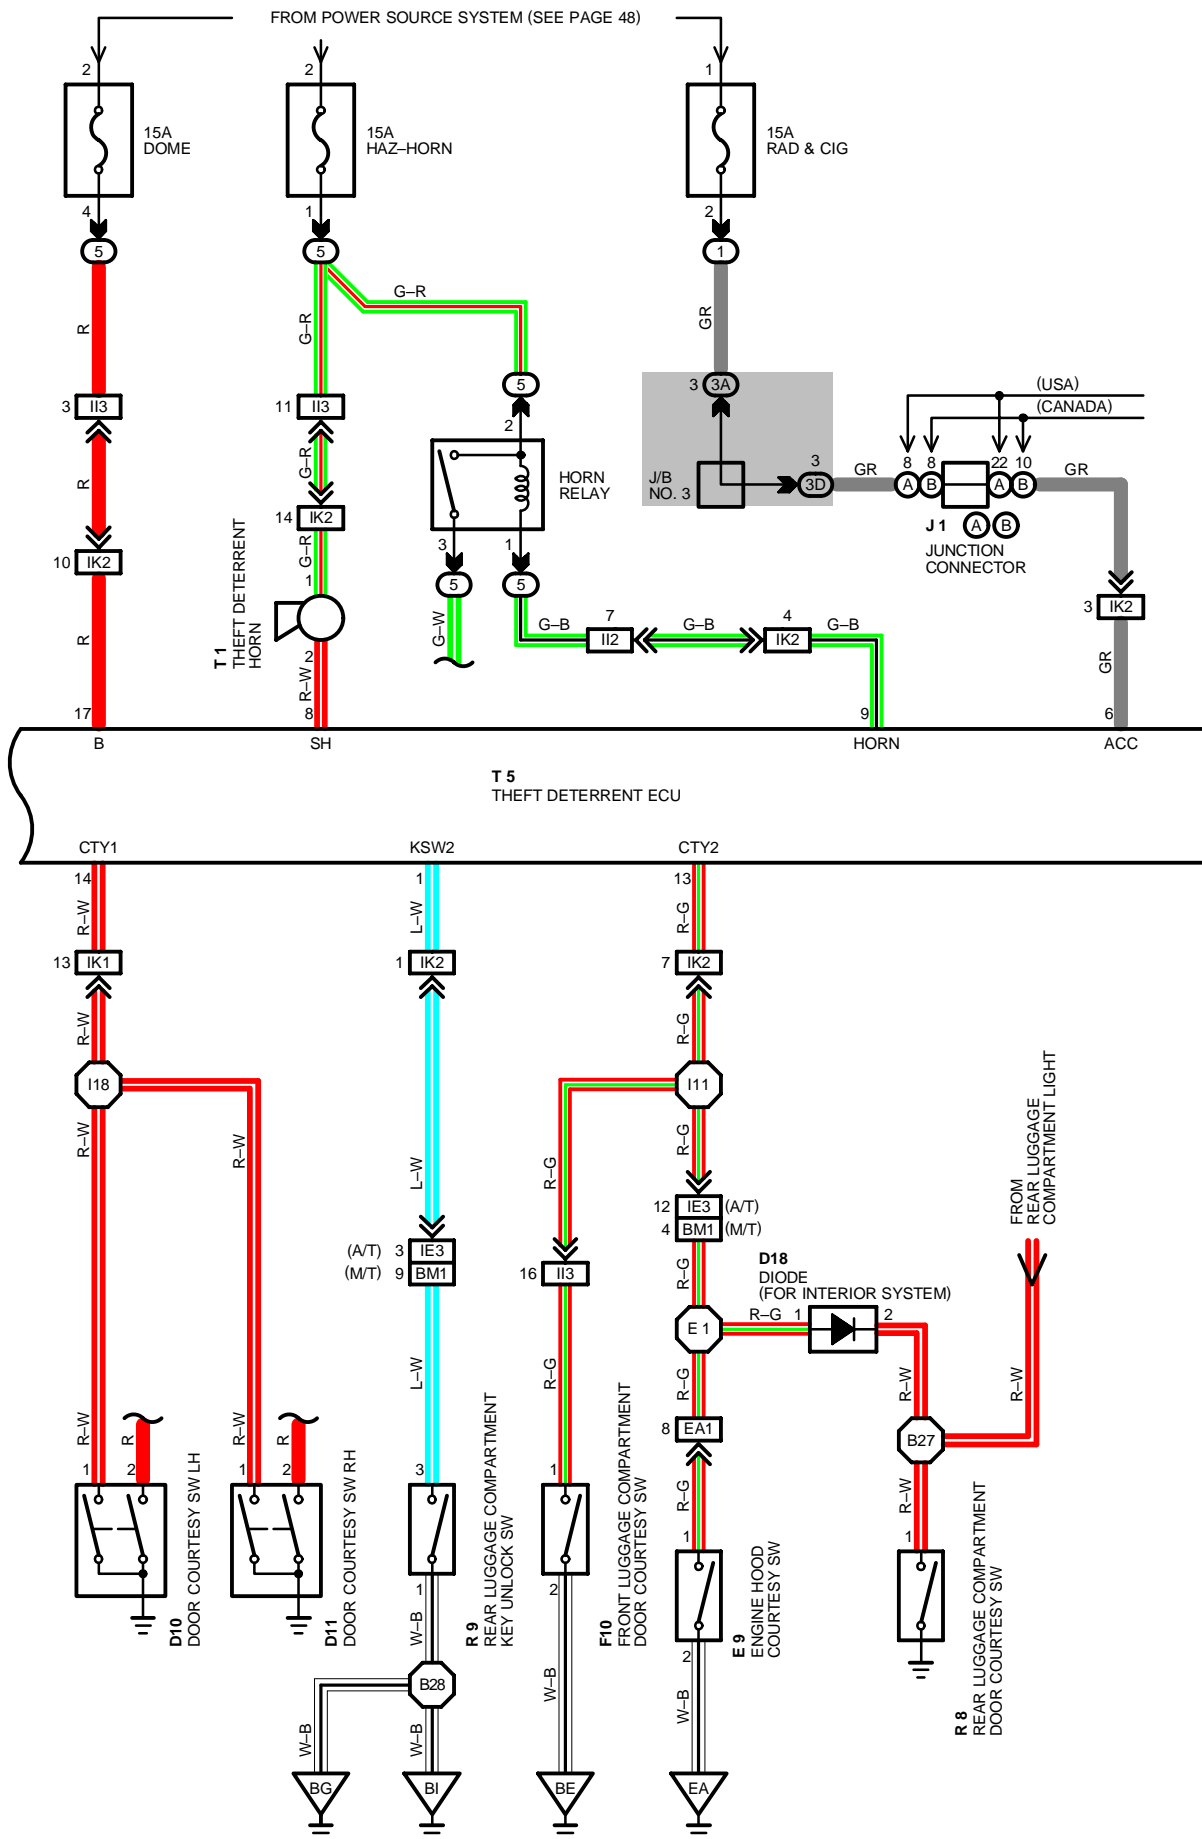 FROM POWER SOURCE SYSTEM (SEE PAGE 48)
2
2
1
15A
DOME
15A
HAZ–HORN
15A
RAD & CIG
4
1
2
5
5
1
R
G–R
G–R
GR
5
3 3A
3 II3
11 II3
2
(USA)
(CANADA)
R
G–R
HORN
RELAY
J/B
NO. 3
3
3D
GR
8 8
A B
22 10
A B
GR
J 1 A B
JUNCTION
CONNECTOR
14 IK2
10 IK2
3
1
5
5
G–R
1
T 1
THEFT DETERRENT
HORN
2
R–W
R
G–W
G–B
7
II2
G–B
4
IK2
G–B
3 IK2
GR
17
8
9
6
B
SH
HORN
ACC
T 5
THEFT DETERRENT ECU
CTY1
KSW2
CTY2
14
1
13
R–W
L–W
R–G
13 IK1
1 IK2
7 IK2
R–W
R–G
I18
I11
R–W
R–W
L–W
R–G
R–G
FROM
REAR LUGGAGE
COMPARTMENT LIGHT
12 IE3 (A/T)
4 BM1 (M/T)
(A/T) 3 IE3
(M/T) 9 BM1
16 II3
R–G
D18
DIODE
(FOR INTERIOR SYSTEM)
E 1
R–G 1
2
L–W
R–G
R–G
R–W
R–W
8 EA1
B27
R–W
R
R
R–G
R–W
1 2
1 2
3
1
1
1
D10
DOOR COURTESY SW LH
D11
DOOR COURTESY SW RH
R 9
REAR LUGGAGE COMPARTMENT
KEY UNLOCK SW
F10
FRONT LUGGAGE COMPARTMENT
DOOR COURTESY SW
E 9
ENGINE HOOD
COURTESY SW
R 8
REAR LUGGAGE COMPARTMENT
DOOR COURTESY SW
1
2
2
W–B
B28
W–B
W–B
W–B
W–B
BG
BI
BE
EA